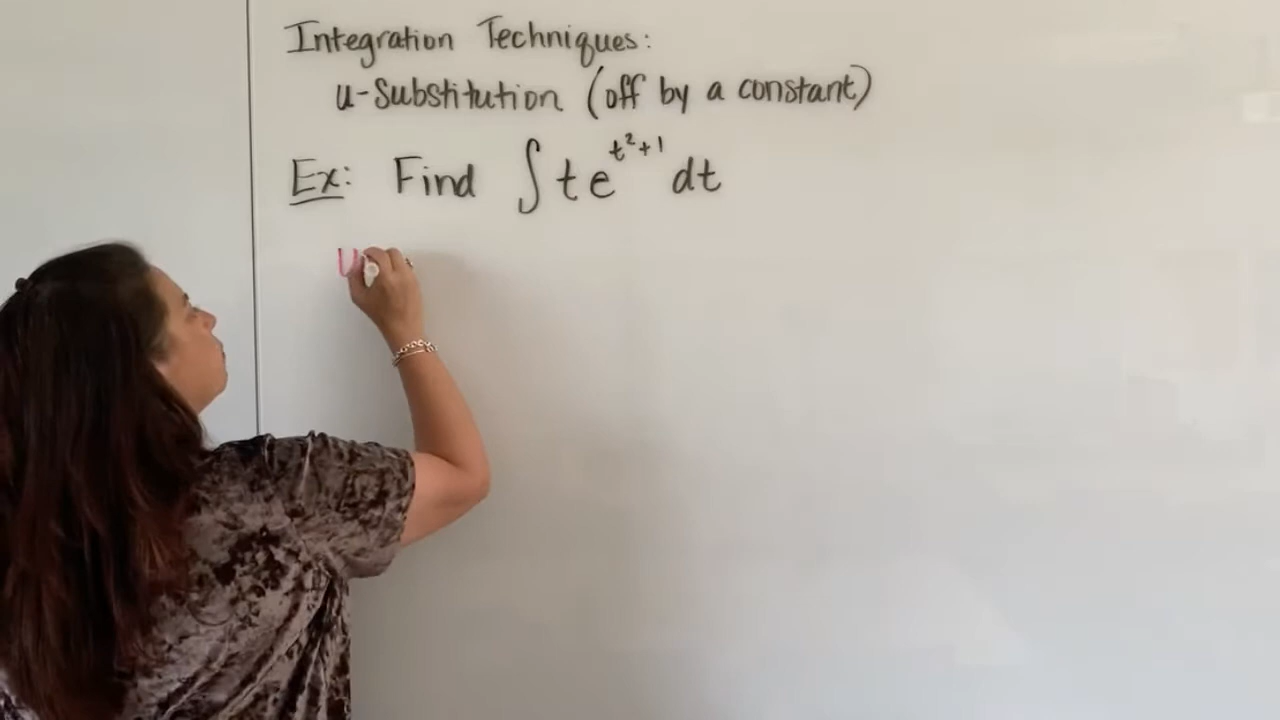 Integration Techniques:
u-Substitution (off by a constant)
Ex: Find ∫ t e^{t²+1} dt
u